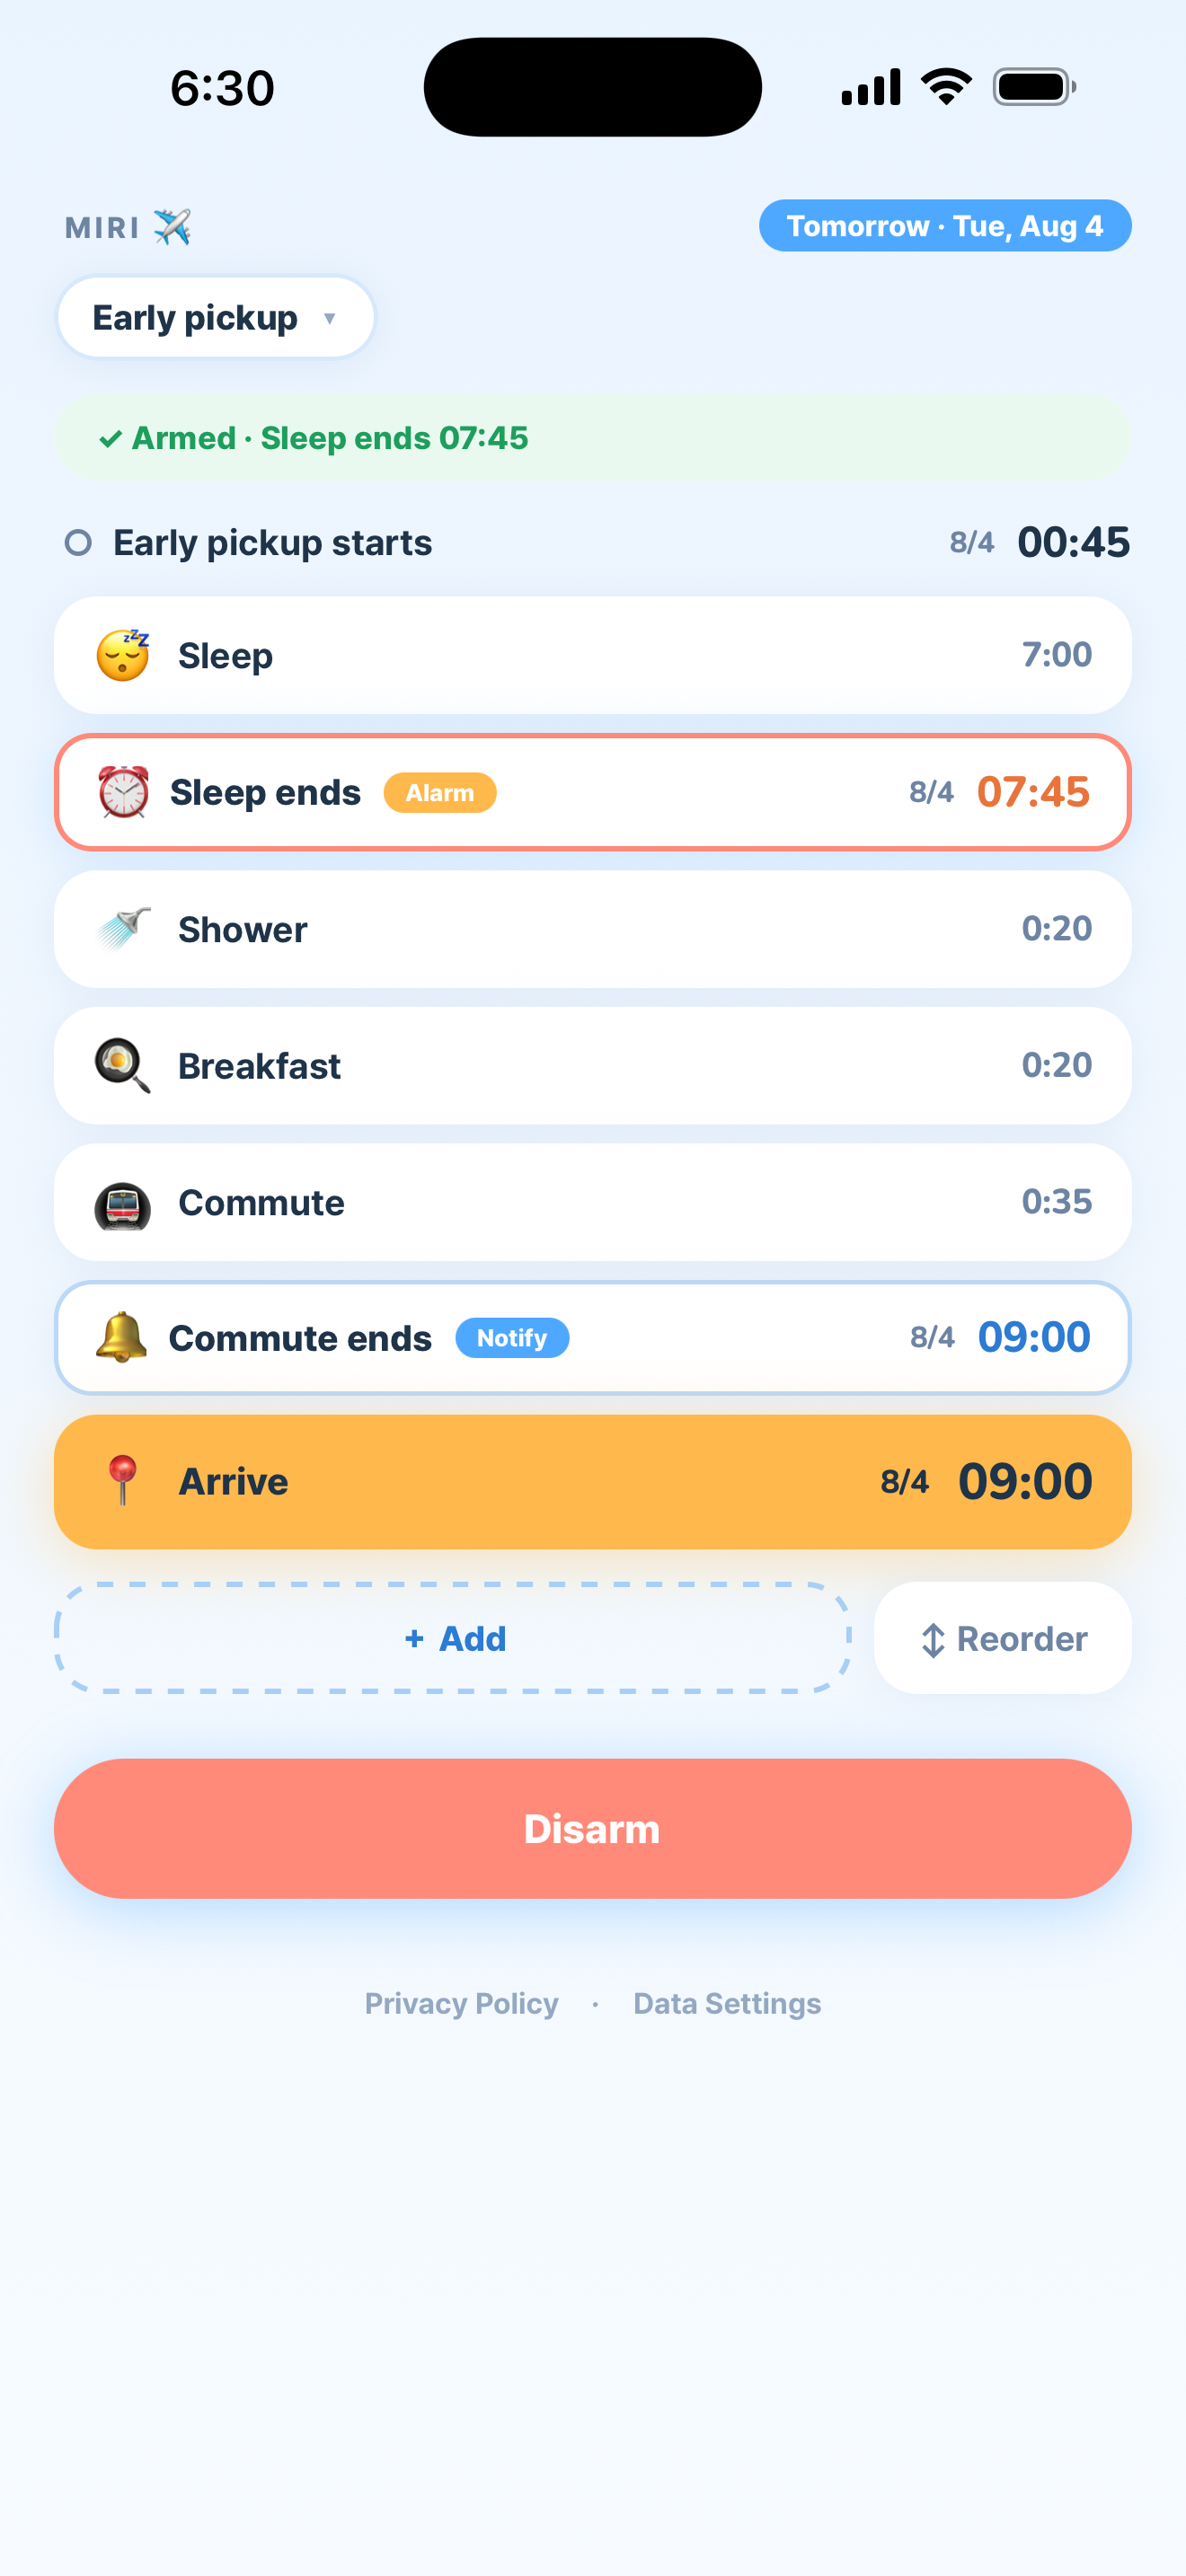 6:30
MIRI ✈️ Tomorrow · Tue, Aug 4
Early pickup ▼
✓ Armed · Sleep ends 07:45
Early pickup starts 8/4 00:45
Sleep 7:00
Sleep ends Alarm 8/4 07:45
Shower 0:20
Breakfast 0:20
Commute 0:35
Commute ends Notify 8/4 09:00
Arrive 8/4 09:00
+ Add ↕ Reorder
Disarm
Privacy Policy · Data Settings